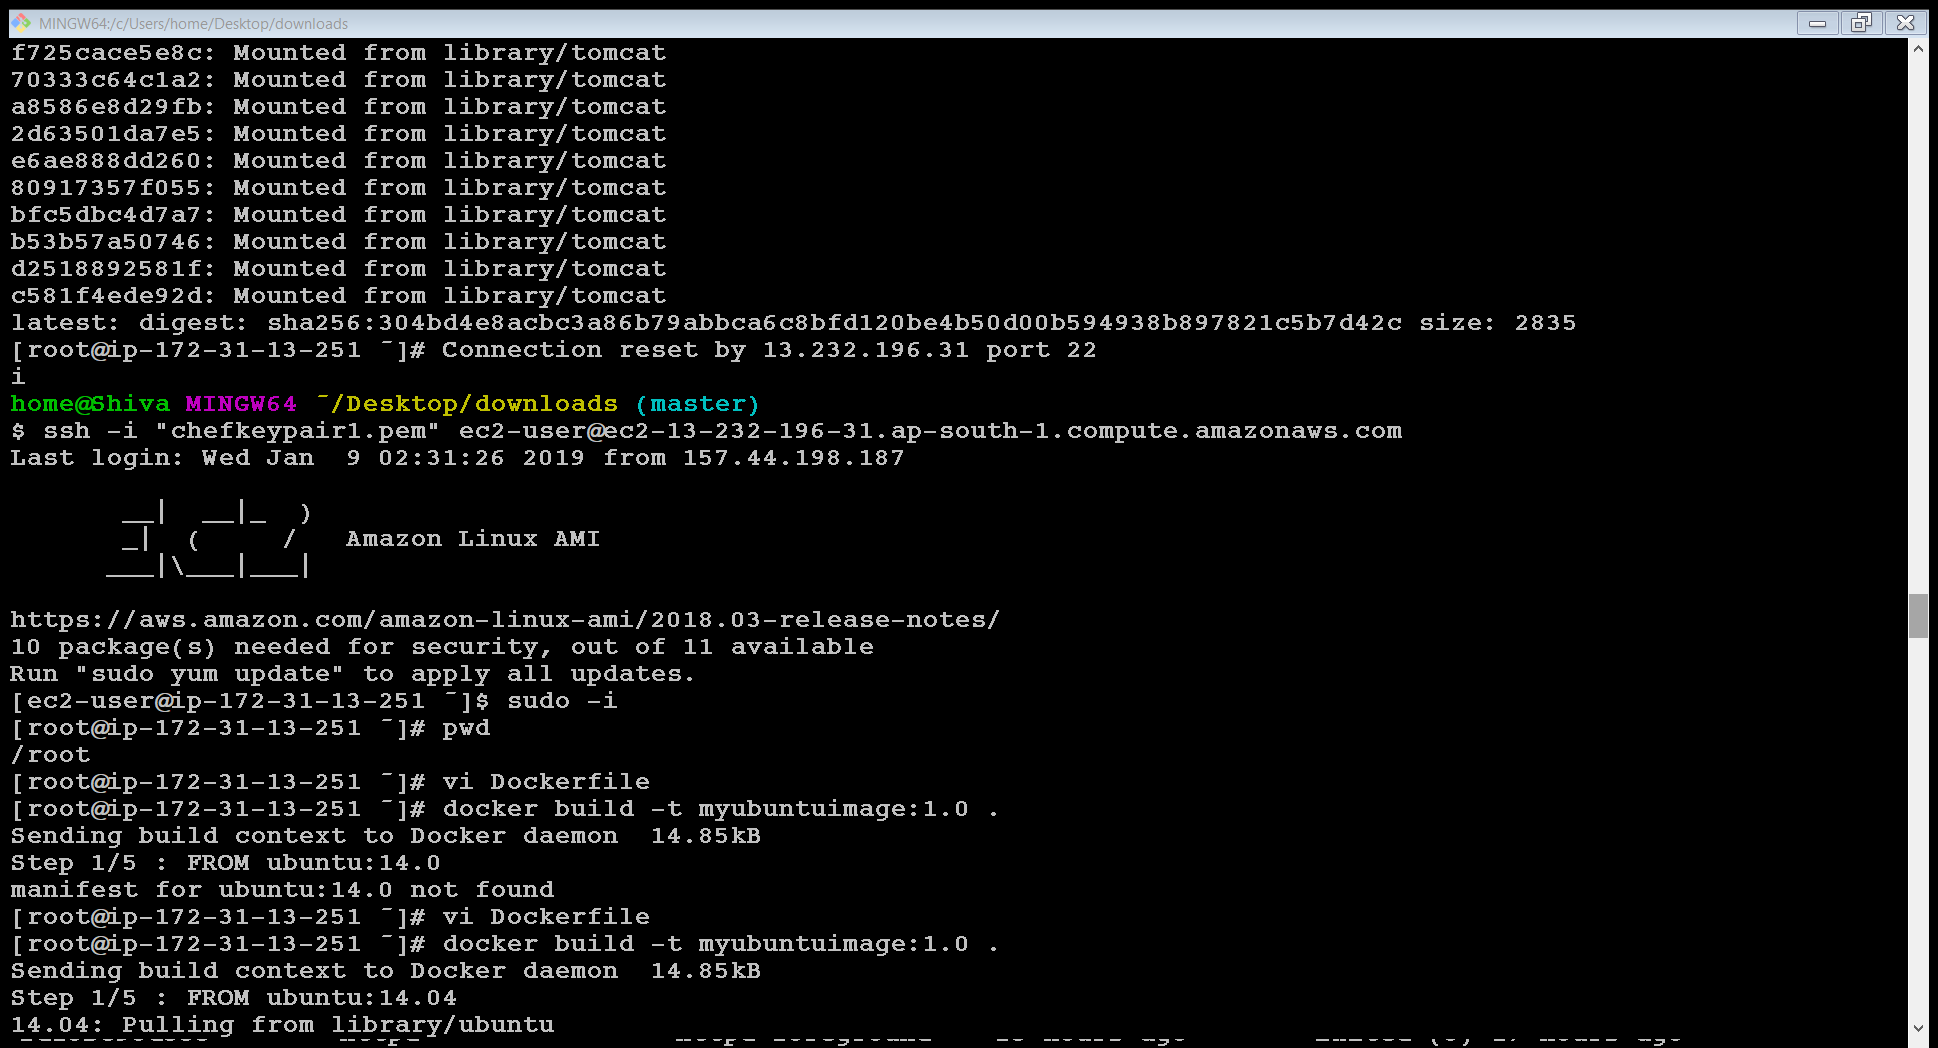 MINGW64:/c/Users/home/Desktop/downloads
f725cace5e8c: Mounted from library/tomcat
70333c64c1a2: Mounted from library/tomcat
a8586e8d29fb: Mounted from library/tomcat
2d63501da7e5: Mounted from library/tomcat
e6ae888dd260: Mounted from library/tomcat
80917357f055: Mounted from library/tomcat
bfc5dbc4d7a7: Mounted from library/tomcat
b53b57a50746: Mounted from library/tomcat
d2518892581f: Mounted from library/tomcat
c581f4ede92d: Mounted from library/tomcat
latest: digest: sha256:304bd4e8acbc3a86b79abbca6c8bfd120be4b50d00b594938b897821c5b7d42c size: 2835
[root@ip-172-31-13-251 ~]# Connection reset by 13.232.196.31 port 22
i
home@Shiva MINGW64 ~/Desktop/downloads (master)
$ ssh -i "chefkeypair1.pem" ec2-user@ec2-13-232-196-31.ap-south-1.compute.amazonaws.com
Last login: Wed Jan  9 02:31:26 2019 from 157.44.198.187
       __|  __|_  )
       _|  (     /   Amazon Linux AMI
      ___|\___|___|
https://aws.amazon.com/amazon-linux-ami/2018.03-release-notes/
10 package(s) needed for security, out of 11 available
Run "sudo yum update" to apply all updates.
[ec2-user@ip-172-31-13-251 ~]$ sudo -i
[root@ip-172-31-13-251 ~]# pwd
/root
[root@ip-172-31-13-251 ~]# vi Dockerfile
[root@ip-172-31-13-251 ~]# docker build -t myubuntuimage:1.0 .
Sending build context to Docker daemon  14.85kB
Step 1/5 : FROM ubuntu:14.0
manifest for ubuntu:14.0 not found
[root@ip-172-31-13-251 ~]# vi Dockerfile
[root@ip-172-31-13-251 ~]# docker build -t myubuntuimage:1.0 .
Sending build context to Docker daemon  14.85kB
Step 1/5 : FROM ubuntu:14.04
14.04: Pulling from library/ubuntu